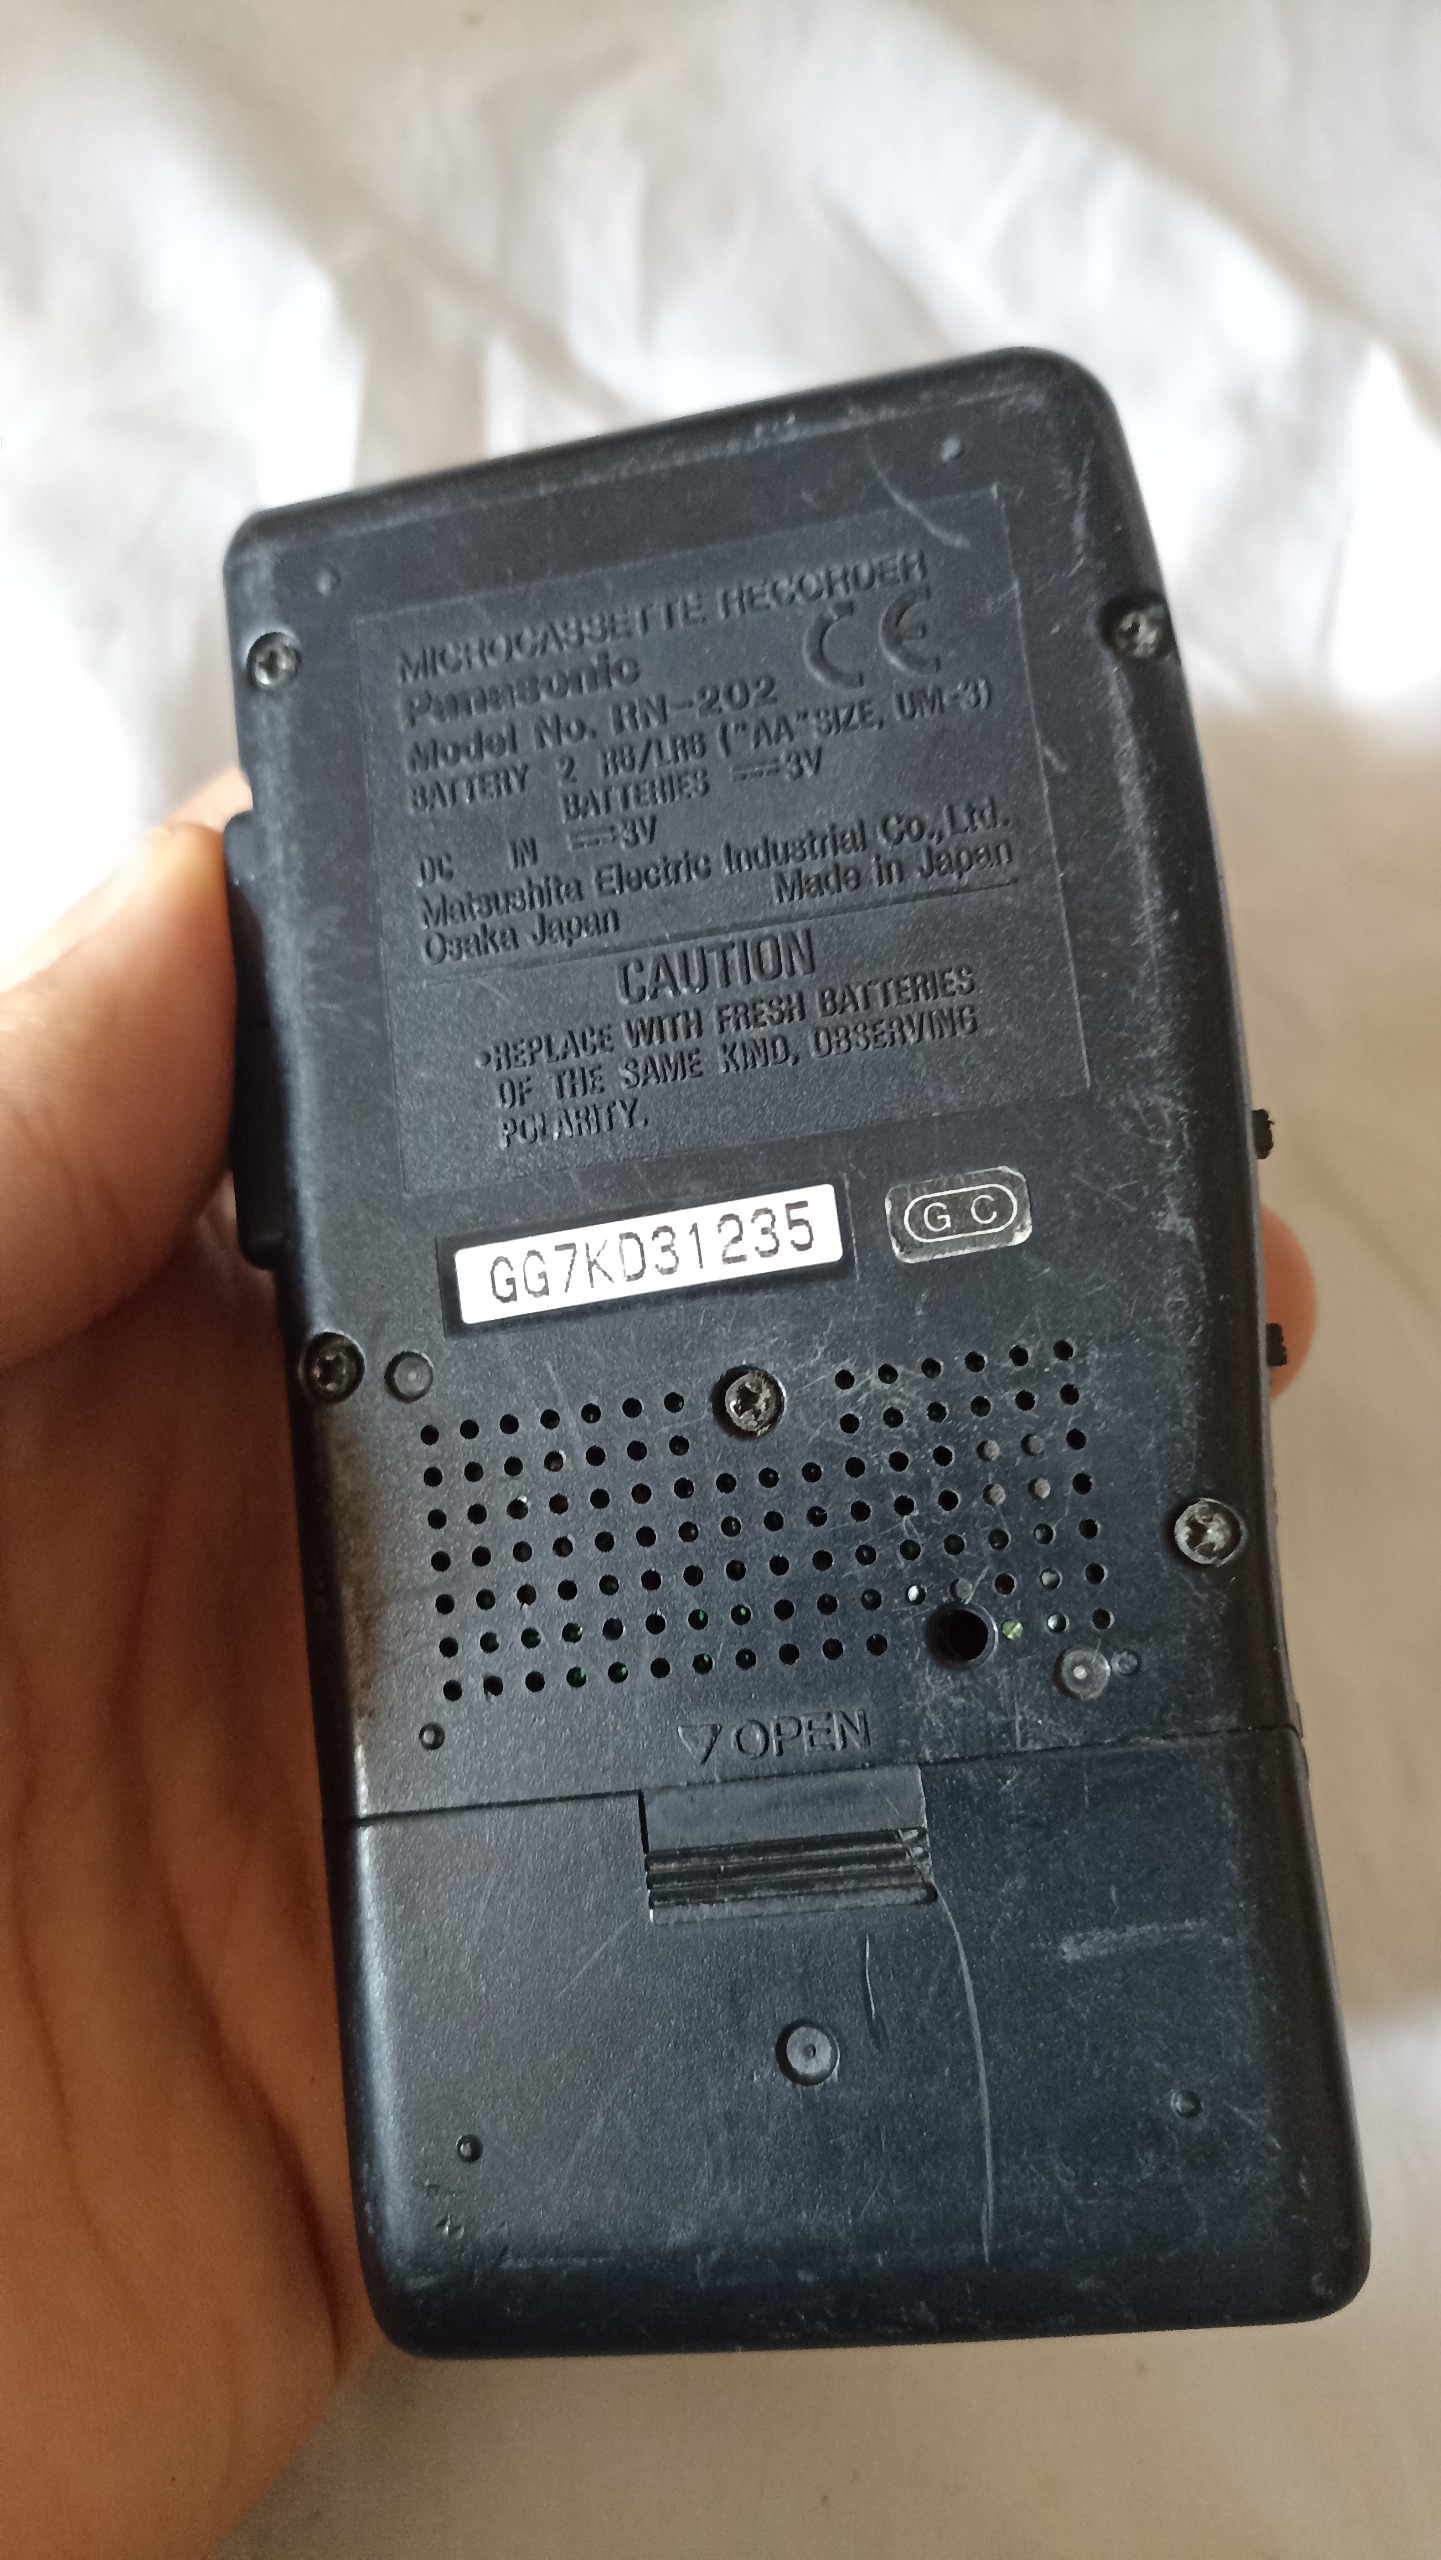 MICROCASSETTE RECORDER
Panasonic CE
Model No. RN-202
BATTERY 2 R6/LR6 ("AA"SIZE, UM-3)
BATTERIES ⎓3V
DC IN ⎓3V
Matsushita Electric Industrial Co.,Ltd.
Osaka Japan Made in Japan
CAUTION
•REPLACE WITH FRESH BATTERIES
OF THE SAME KIND, OBSERVING
POLARITY.
GG7KD31235
G C
▽OPEN